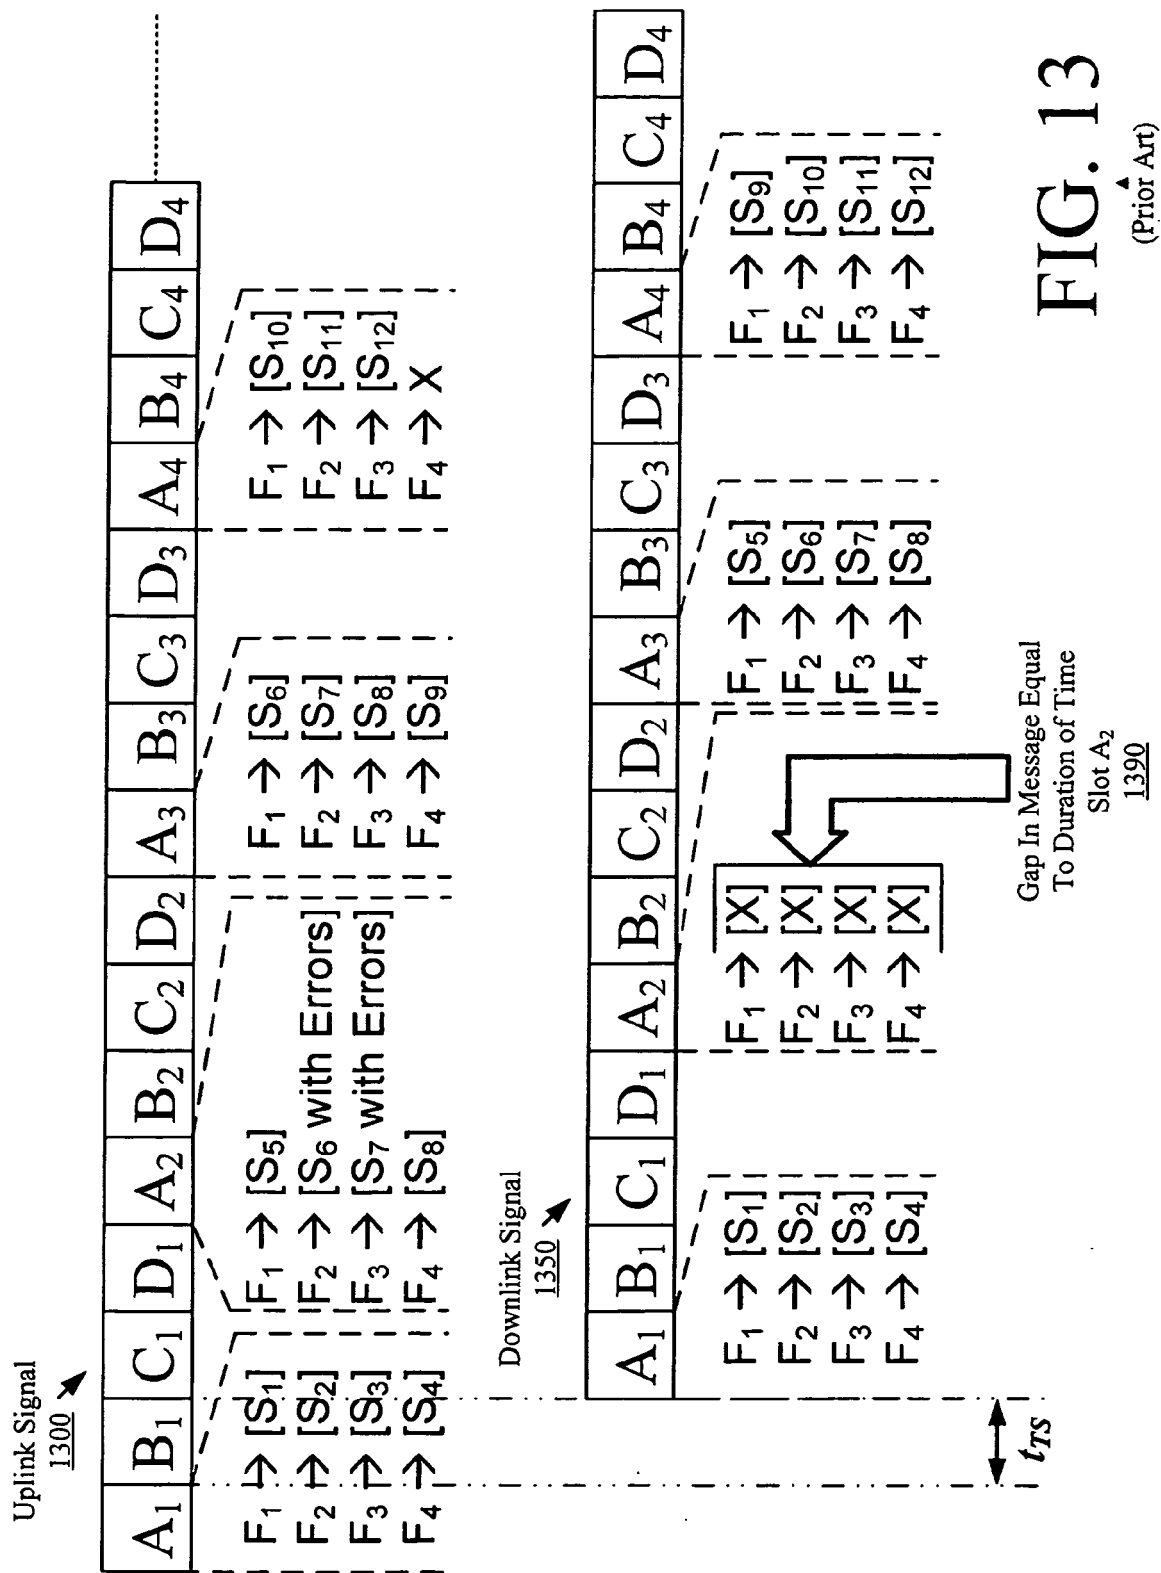 Uplink Signal
1300
A₁ B₁ C₁ D₁ A₂ B₂ C₂ D₂ A₃ B₃ C₃ D₃ A₄ B₄ C₄ D₄
F₁ → [S₁]
F₂ → [S₂]
F₃ → [S₃]
F₄ → [S₄]
F₁ → [S₅]
F₂ → [S₆ with Errors]
F₃ → [S₇ with Errors]
F₄ → [S₈]
F₁ → [S₆]
F₂ → [S₇]
F₃ → [S₈]
F₄ → [S₉]
F₁ → [S₁₀]
F₂ → [S₁₁]
F₃ → [S₁₂]
F₄ → X
Downlink Signal
1350
A₁ B₁ C₁ D₁ A₂ B₂ C₂ D₂ A₃ B₃ C₃ D₃ A₄ B₄ C₄ D₄
F₁ → [S₁]
F₂ → [S₂]
F₃ → [S₃]
F₄ → [S₄]
F₁ → [X]
F₂ → [X]
F₃ → [X]
F₄ → [X]
F₁ → [S₅]
F₂ → [S₆]
F₃ → [S₇]
F₄ → [S₈]
F₁ → [S₉]
F₂ → [S₁₀]
F₃ → [S₁₁]
F₄ → [S₁₂]
t_TS
Gap In Message Equal
To Duration of Time
Slot A₂
1390
FIG. 13
(Prior Art)